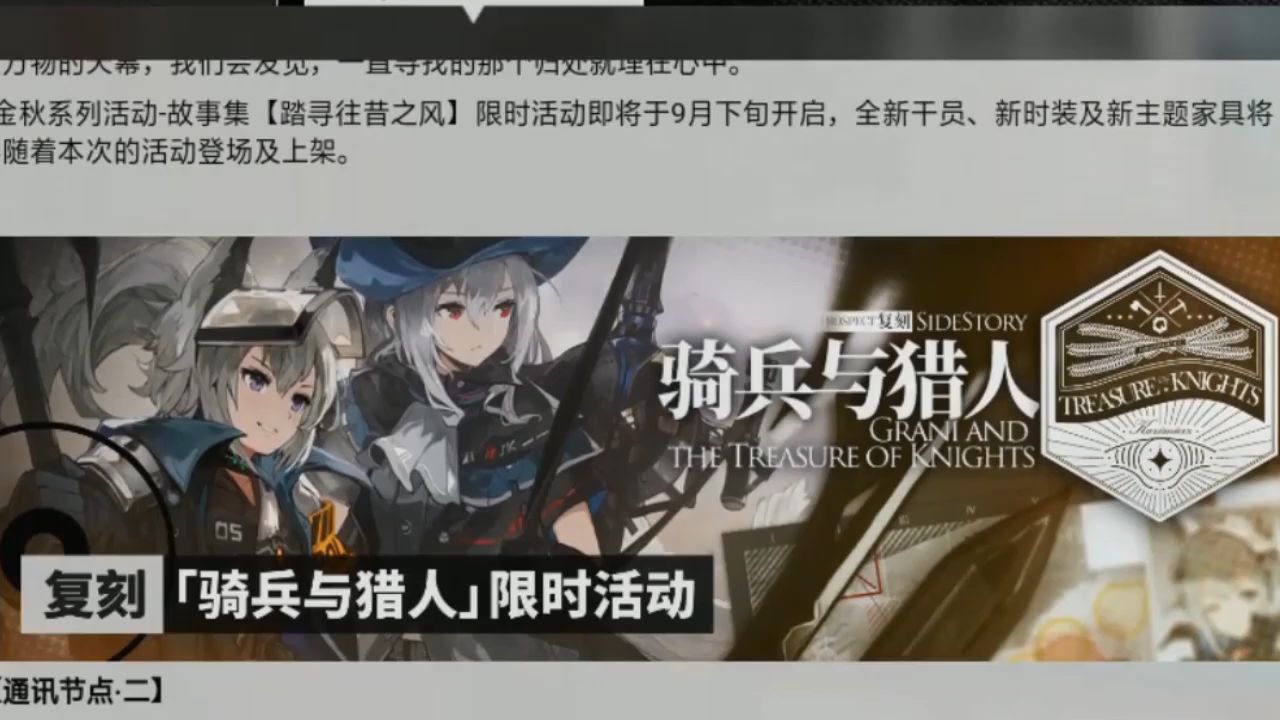 万物的天幕，我们会发觉，一直寻找的那个归处就埋在心中。
金秋系列活动-故事集【踏寻往昔之风】限时活动即将于9月下旬开启，全新干员、新时装及新主题家具将
随着本次的活动登场及上架。
复刻 SIDESTORY
骑兵与猎人
GRANI AND
THE TREASURE OF KNIGHTS
TREASURE OF KNIGHTS
Kazimierz
05
复刻「骑兵与猎人」限时活动
【通讯节点·二】